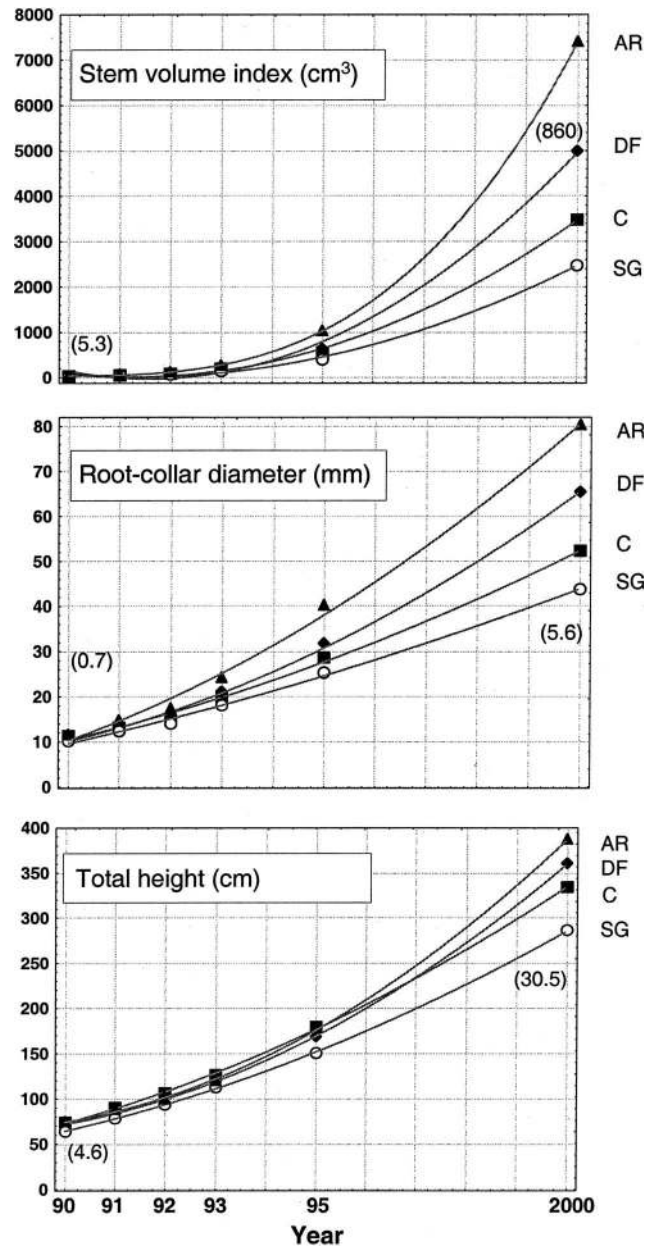 8000
7000
6000
5000
4000
3000
2000
1000
0
Stem volume index (cm³)
(5.3)
(860)
AR
DF
C
SG
80
70
60
50
40
30
20
10
0
Root-collar diameter (mm)
(0.7)
(5.6)
AR
DF
C
SG
400
350
300
250
200
150
100
50
0
Total height (cm)
(4.6)
(30.5)
AR
DF
C
SG
90 91 92 93 95 2000
Year